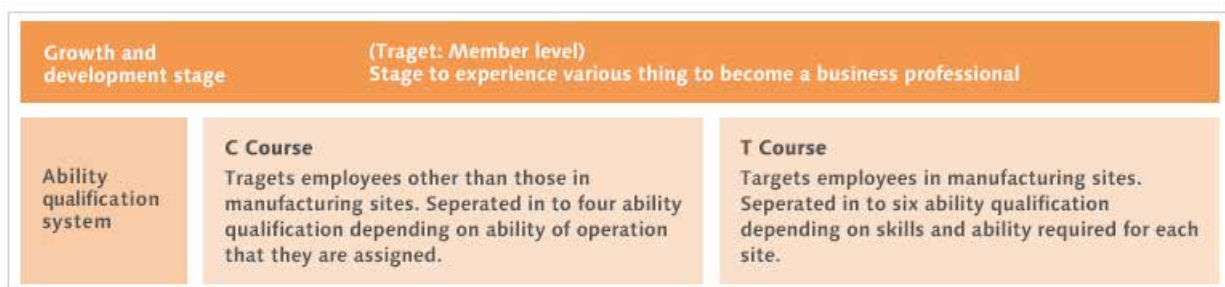 Growth and
development stage
(Traget: Member level)
Stage to experience various thing to become a business professional
Ability
qualification
system
C Course
Tragets employees other than those in
manufacturing sites. Seperated in to four ability
qualification depending on ability of operation
that they are assigned.
T Course
Targets employees in manufacturing sites.
Seperated in to six ability qualification
depending on skills and ability required for each
site.